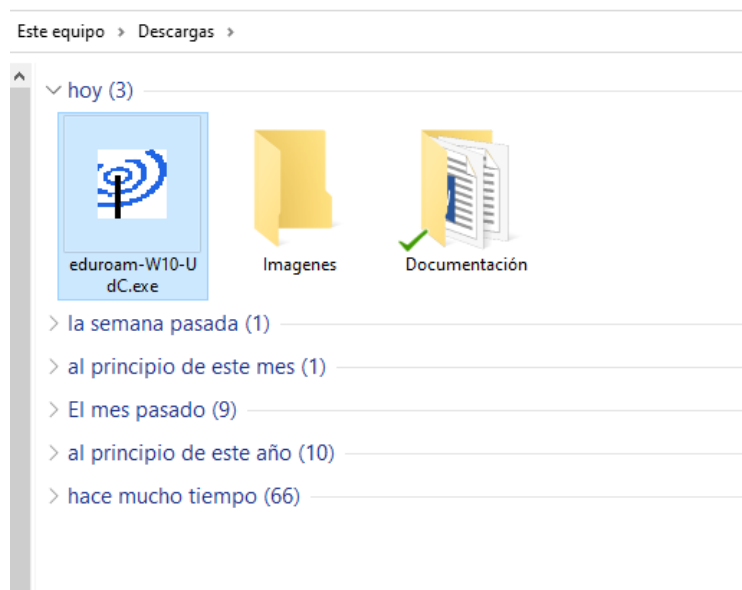 Este equipo > Descargas >
hoy (3)
eduroam-W10-U
dC.exe
Imagenes
Documentación
la semana pasada (1)
al principio de este mes (1)
El mes pasado (9)
al principio de este año (10)
hace mucho tiempo (66)